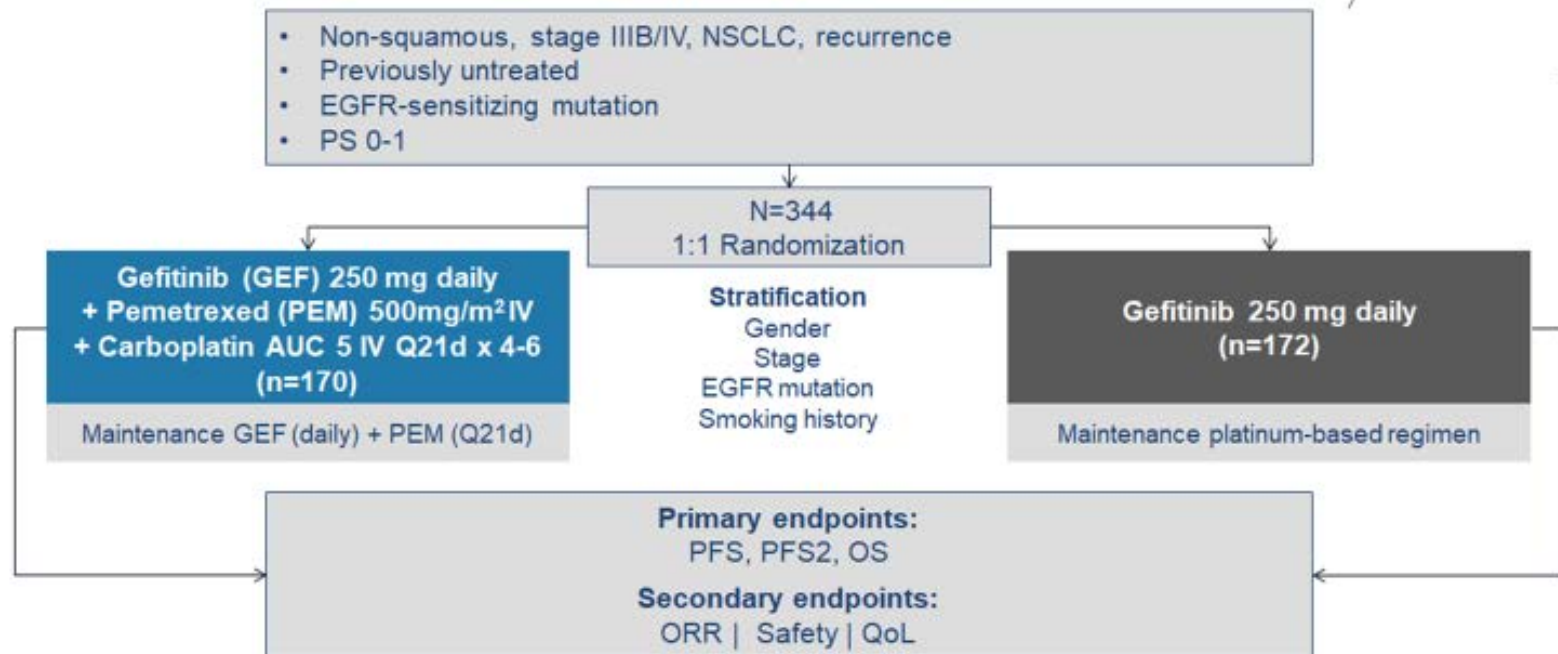 • Non-squamous, stage IIIB/IV, NSCLC, recurrence
• Previously untreated
• EGFR-sensitizing mutation
• PS 0-1
N=344
1:1 Randomization
Gefitinib (GEF) 250 mg daily
+ Pemetrexed (PEM) 500mg/m² IV
+ Carboplatin AUC 5 IV Q21d x 4-6
(n=170)
Maintenance GEF (daily) + PEM (Q21d)
Stratification
Gender
Stage
EGFR mutation
Smoking history
Gefitinib 250 mg daily
(n=172)
Maintenance platinum-based regimen
Primary endpoints:
PFS, PFS2, OS
Secondary endpoints:
ORR | Safety | QoL